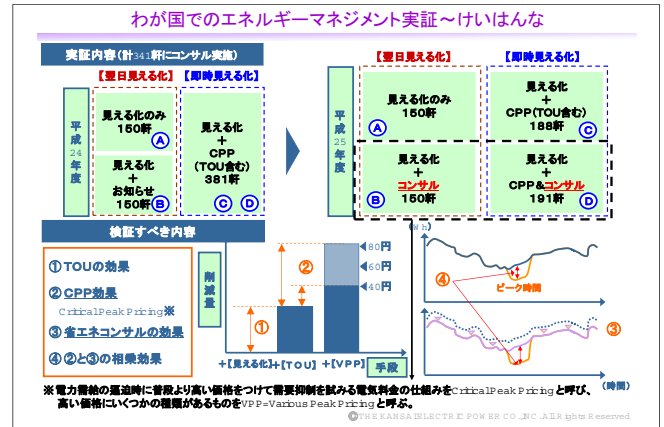 わが国でのエネルギーマネジメント実証～けいはんな
実証内容(計341軒にコンサル実施)
【翌日見える化】
【即時見える化】
平成24年度
見える化のみ
150軒
A
見える化
＋
お知らせ
150軒
B
見える化
＋
CPP
(TOU含む)
381軒
C D
【翌日見える化】
【即時見える化】
平成25年度
見える化のみ
150軒
A
見える化
＋
CPP(TOU含む)
188軒
C
見える化
＋
コンサル
150軒
B
見える化
＋
CPP&コンサル
191軒
D
検証すべき内容
①TOUの効果
②CPP効果
Critical Peak Pricing※
③省エネコンサルの効果
④②と③の相乗効果
削減量
①
②
80円
60円
40円
＋[見える化]
＋[TOU]
＋[VPP]
手段
(Wh)
④
ピーク時間
③
(時間)
※電力需給の逼迫時に普段より高い価格をつけて需要抑制を試みる電気料金の仕組みをCritical Peak Pricingと呼び、
高い価格にいくつかの種類があるものをVPP=Various Peak Pricingと呼ぶ。
©THE KANSAI ELECTRIC POWER CO.,INC. All Rights Reserved